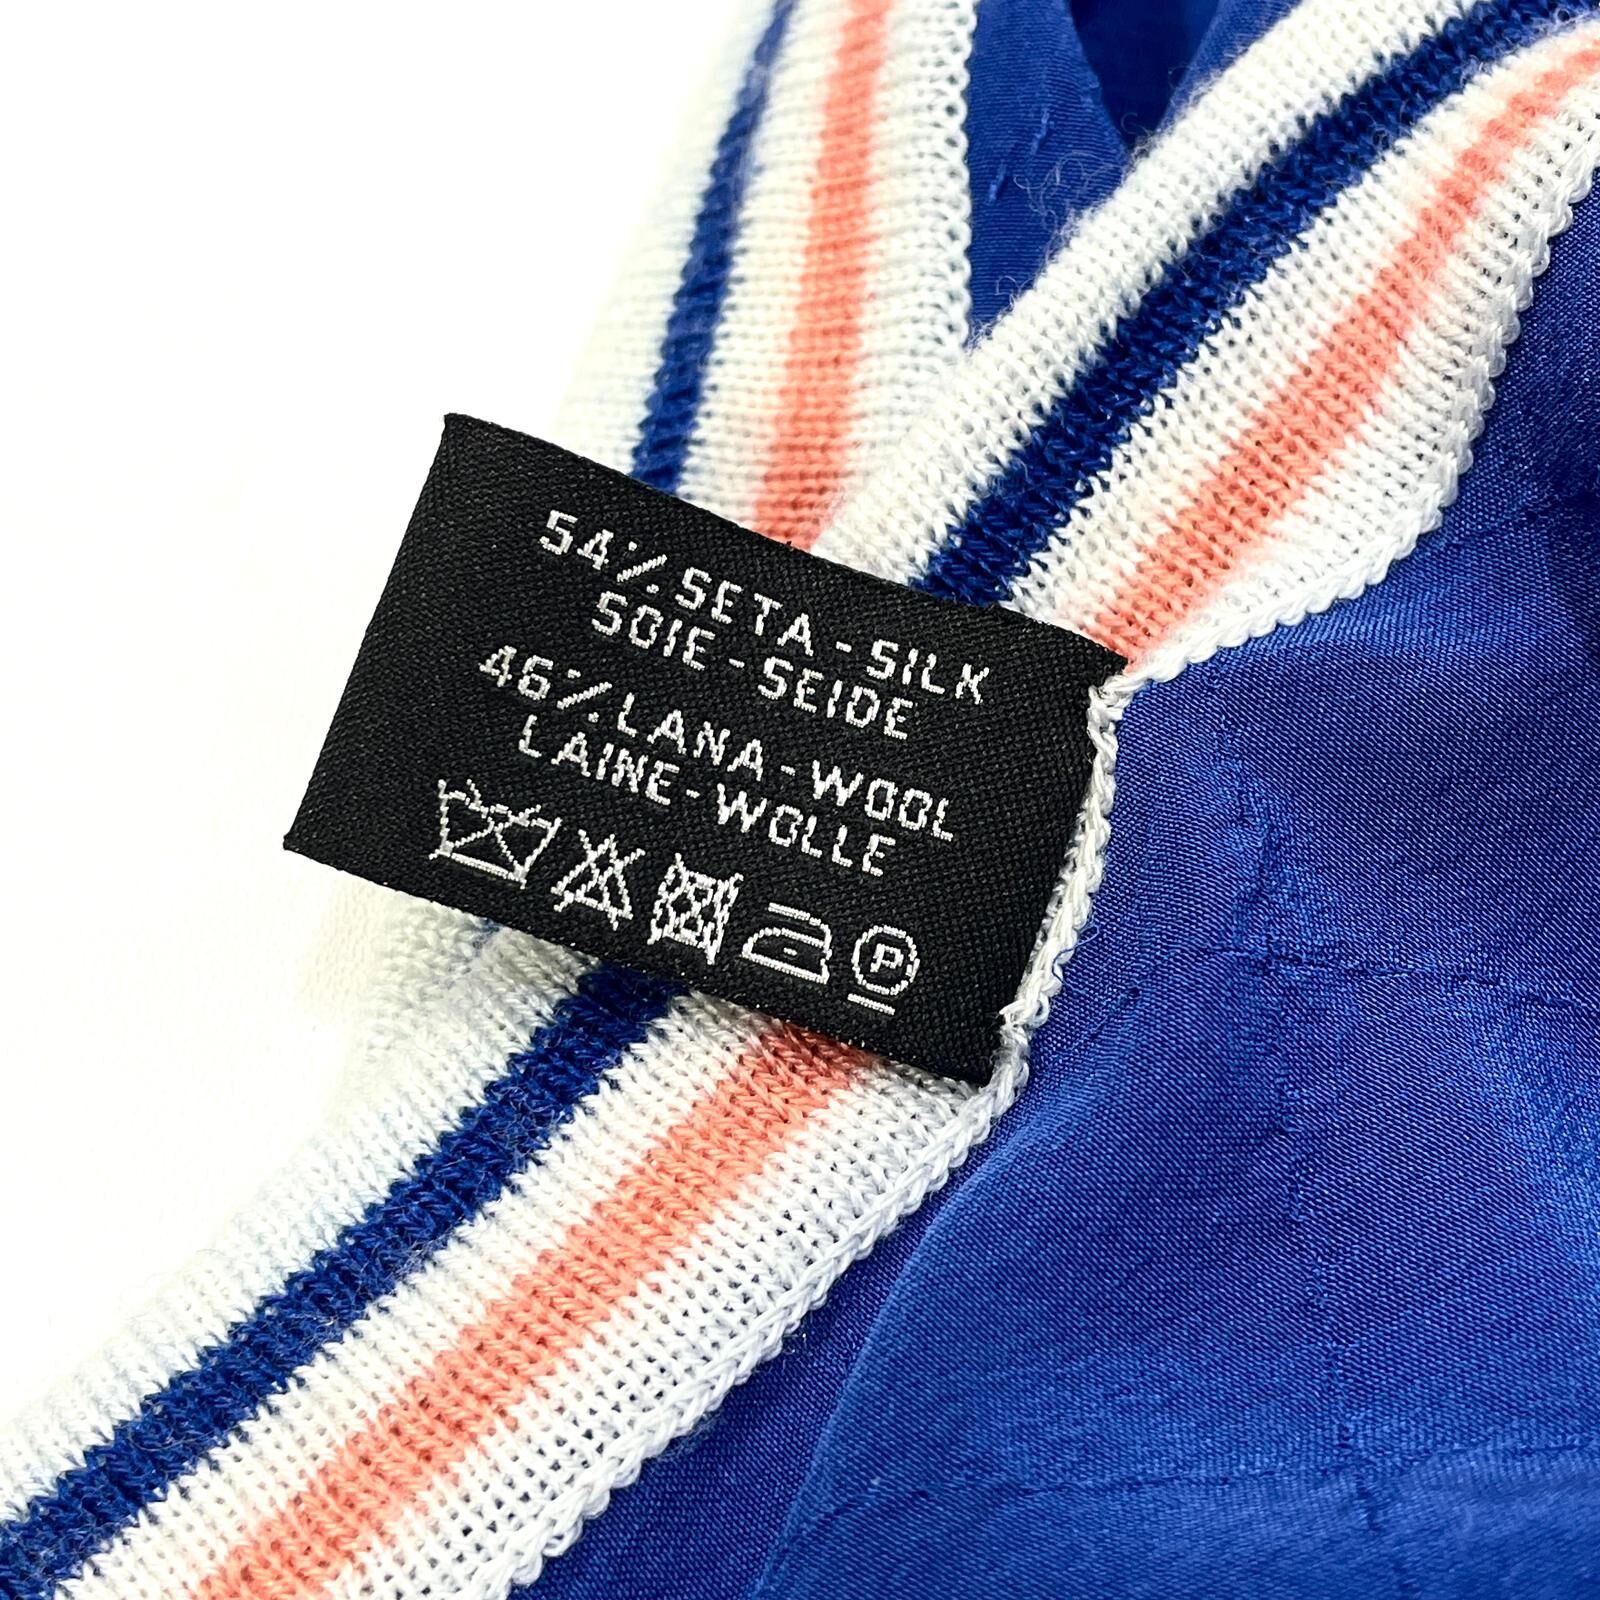 54% SETA - SILK
SOIE - SEIDE
46% LANA - WOOL
LAINE - WOLLE
P